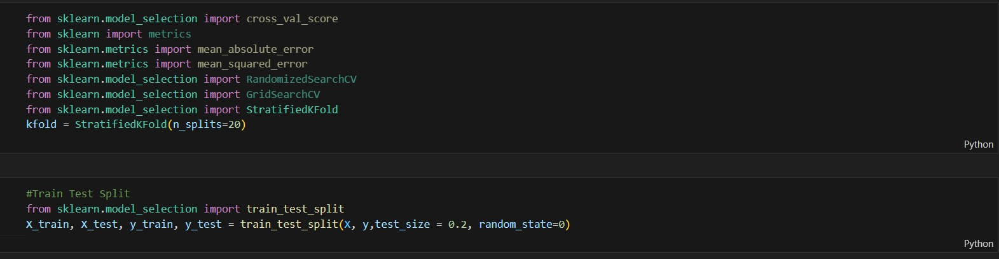 from sklearn.model_selection import cross_val_score
from sklearn import metrics
from sklearn.metrics import mean_absolute_error
from sklearn.metrics import mean_squared_error
from sklearn.model_selection import RandomizedSearchCV
from sklearn.model_selection import GridSearchCV
from sklearn.model_selection import StratifiedKFold
kfold = StratifiedKFold(n_splits=20)
Python
#Train Test Split
from sklearn.model_selection import train_test_split
X_train, X_test, y_train, y_test = train_test_split(X, y,test_size = 0.2, random_state=0)
Python